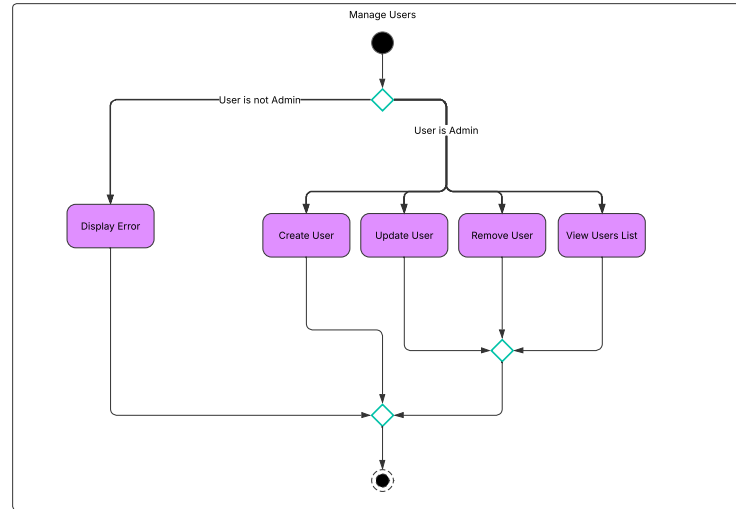 Manage Users
User is not Admin
User is Admin
Display Error
Create User
Update User
Remove User
View Users List